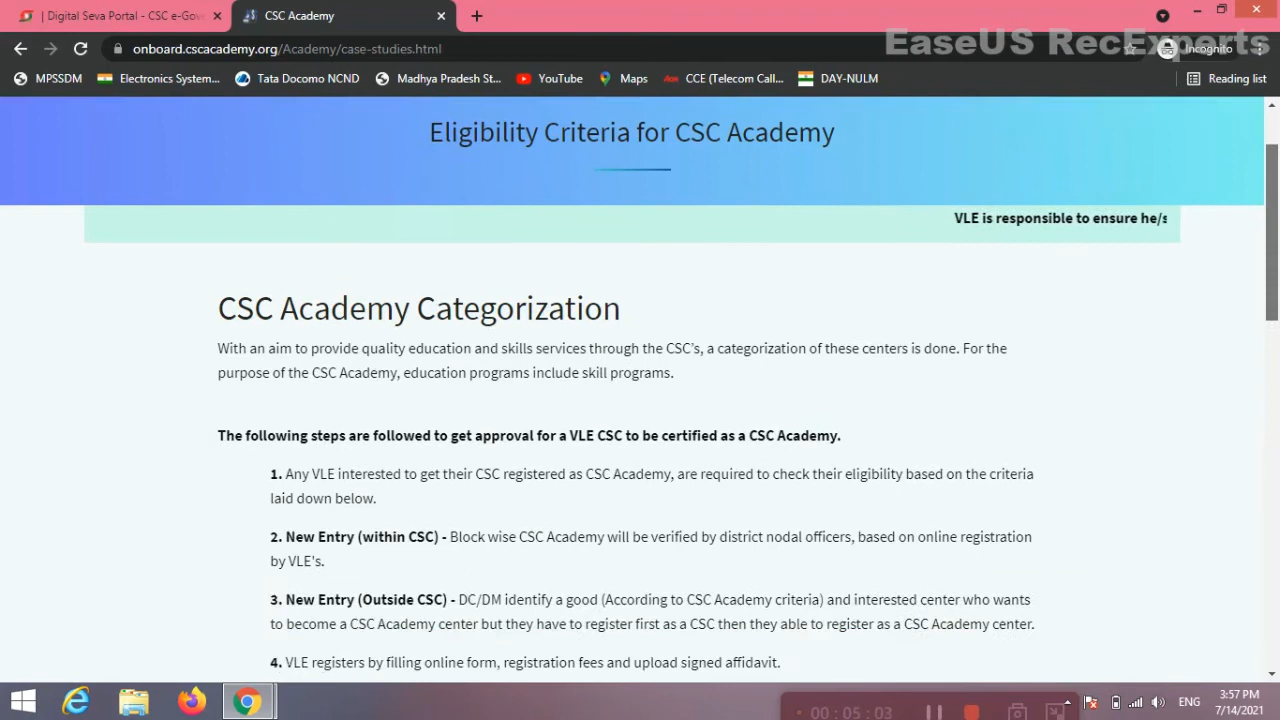 | Digital Seva Portal - CSC e-Gove
CSC Academy
onboard.cscacademy.org/Academy/case-studies.html
Incognito
EaseUS RecExperts
MPSSDM
Electronics System...
Tata Docomo NCND
Madhya Pradesh St...
YouTube
Maps
CCE (Telecom Call...
DAY-NULM
Reading list
Eligibility Criteria for CSC Academy
VLE is responsible to ensure he/s
CSC Academy Categorization
With an aim to provide quality education and skills services through the CSC's, a categorization of these centers is done. For the
purpose of the CSC Academy, education programs include skill programs.
The following steps are followed to get approval for a VLE CSC to be certified as a CSC Academy.
1. Any VLE interested to get their CSC registered as CSC Academy, are required to check their eligibility based on the criteria
laid down below.
2. New Entry (within CSC) - Block wise CSC Academy will be verified by district nodal officers, based on online registration
by VLE's.
3. New Entry (Outside CSC) - DC/DM identify a good (According to CSC Academy criteria) and interested center who wants
to become a CSC Academy center but they have to register first as a CSC then they able to register as a CSC Academy center.
4. VLE registers by filling online form, registration fees and upload signed affidavit.
00:05:03
ENG
3:57 PM
7/14/2021